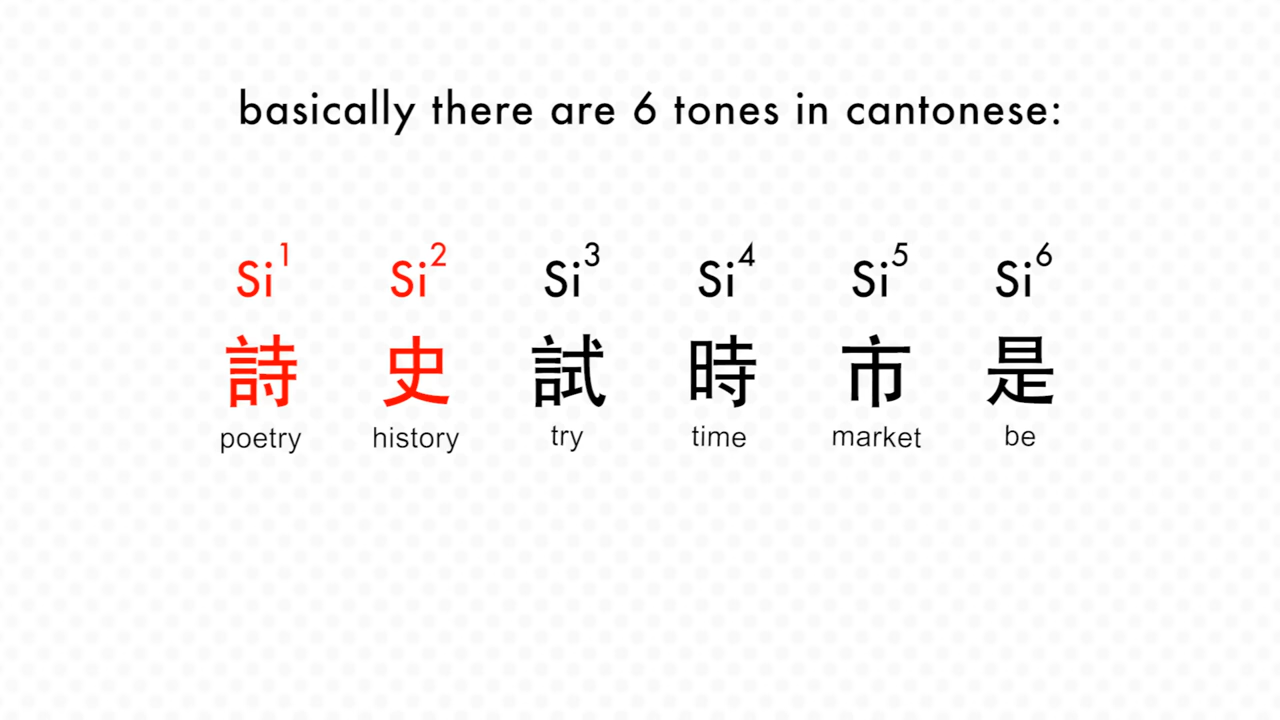 basically there are 6 tones in cantonese:
Si1 Si2 Si3 Si4 Si5 Si6
詩 史 試 時 市 是
poetry history try time market be